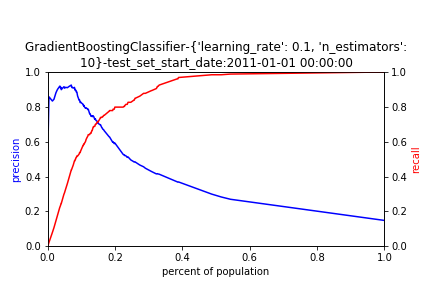 GradientBoostingClassifier-{'learning_rate': 0.1, 'n_estimators':
10}-test_set_start_date:2011-01-01 00:00:00
1.0
0.8
0.6
0.4
0.2
0.0
precision
1.0
0.8
0.6
0.4
0.2
0.0
recall
0.0 0.2 0.4 0.6 0.8 1.0
percent of population